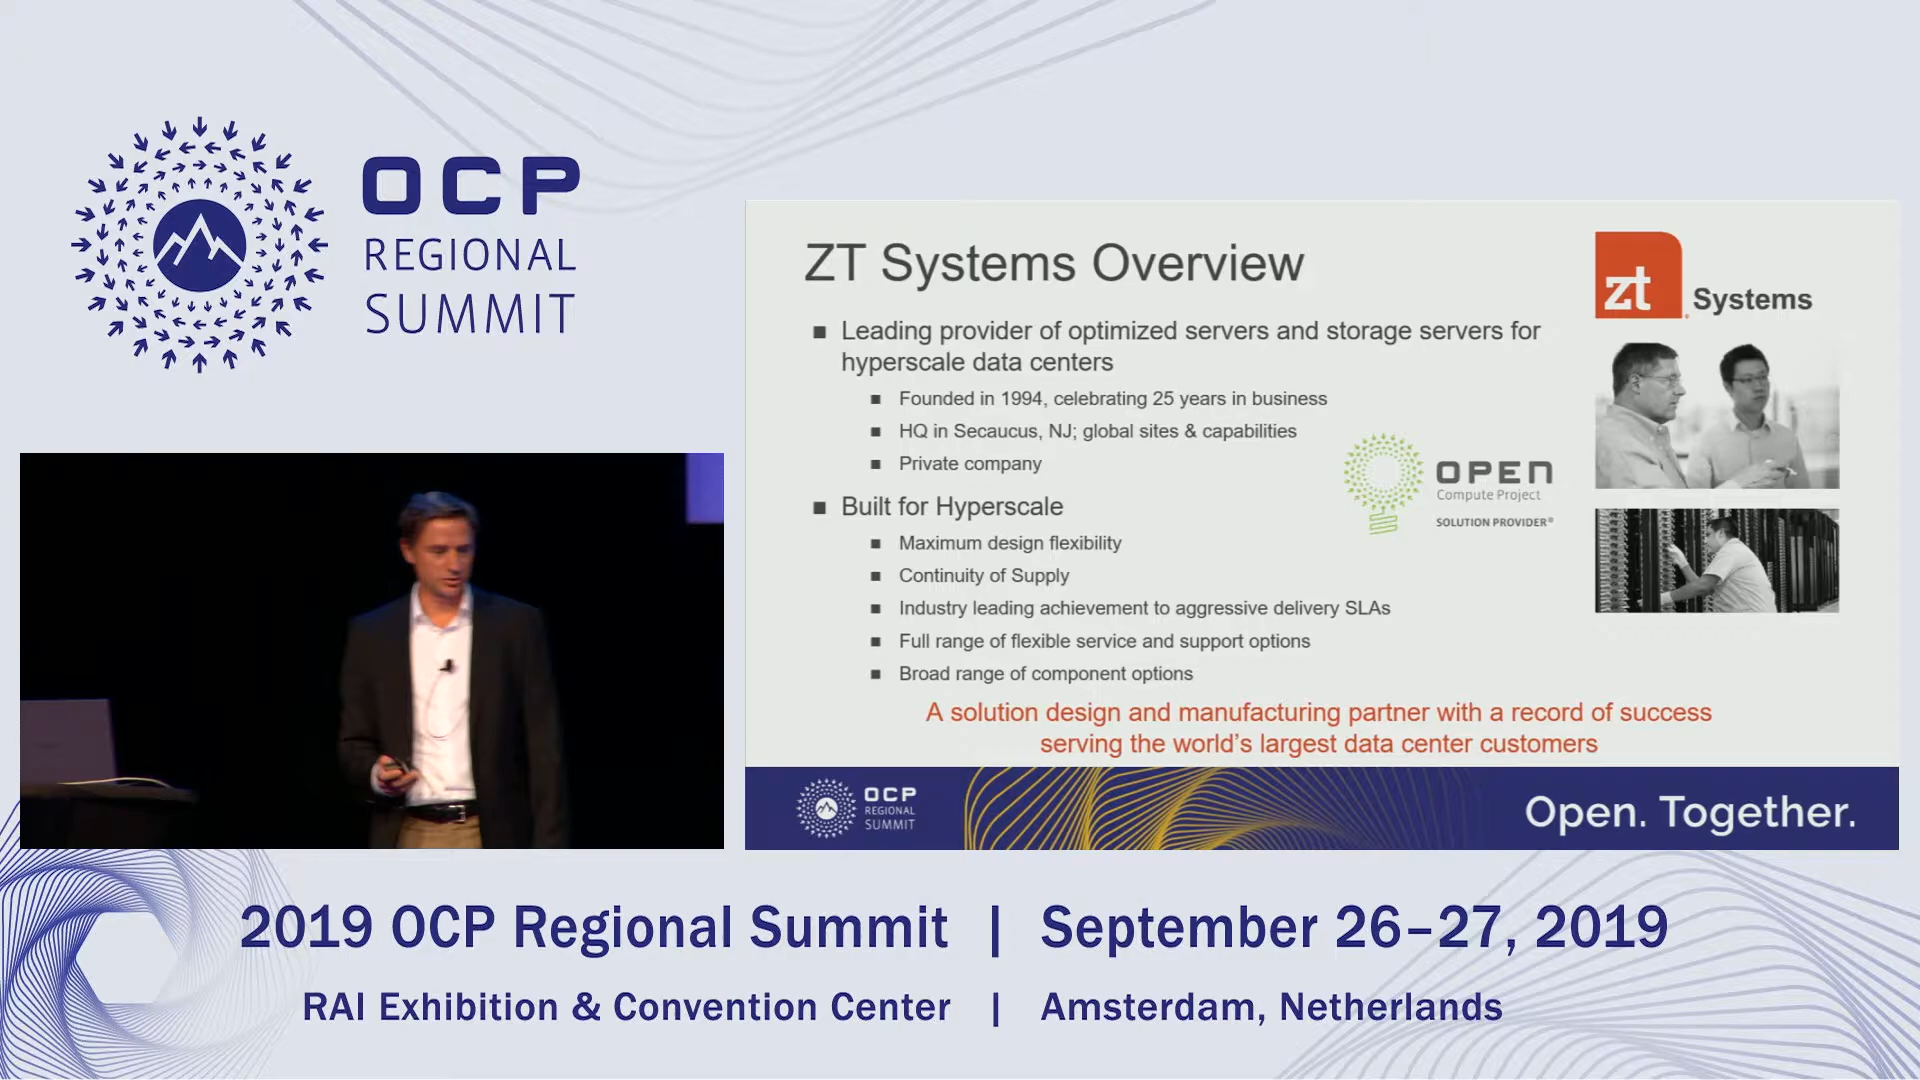 OCP
REGIONAL
SUMMIT
ZT Systems Overview
zt Systems
■ Leading provider of optimized servers and storage servers for
hyperscale data centers
■ Founded in 1994, celebrating 25 years in business
■ HQ in Secaucus, NJ; global sites & capabilities
■ Private company
OPEN
Compute Project
SOLUTION PROVIDER®
■ Built for Hyperscale
■ Maximum design flexibility
■ Continuity of Supply
■ Industry leading achievement to aggressive delivery SLAs
■ Full range of flexible service and support options
■ Broad range of component options
A solution design and manufacturing partner with a record of success
serving the world’s largest data center customers
OCP
REGIONAL
SUMMIT
Open. Together.
2019 OCP Regional Summit | September 26–27, 2019
RAI Exhibition & Convention Center | Amsterdam, Netherlands